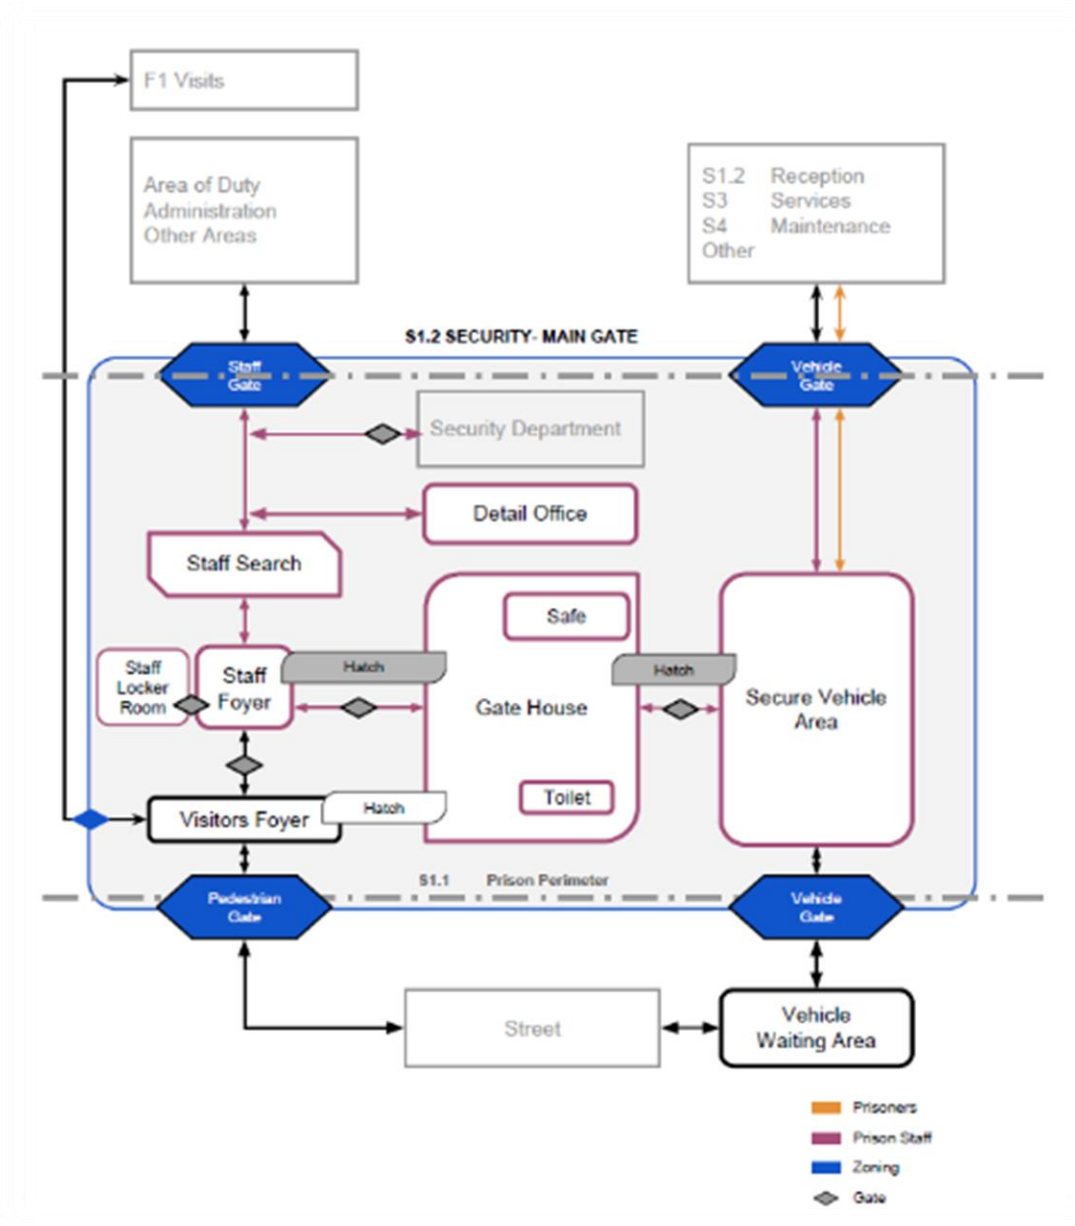 F1 Visits
Area of Duty
Administration
Other Areas
S1.2 Reception
S3 Services
S4 Maintenance
Other
S1.2 SECURITY- MAIN GATE
Staff
Gate
Vehicle
Gate
Security Department
Detail Office
Staff Search
Safe
Staff
Locker
Room
Staff
Foyer
Hatch
Gate House
Hatch
Secure Vehicle
Area
Toilet
Visitors Foyer
Hatch
S1.1 Prison Perimeter
Pedestrian
Gate
Vehicle
Gate
Street
Vehicle
Waiting Area
Prisoners
Prison Staff
Zoning
Gate